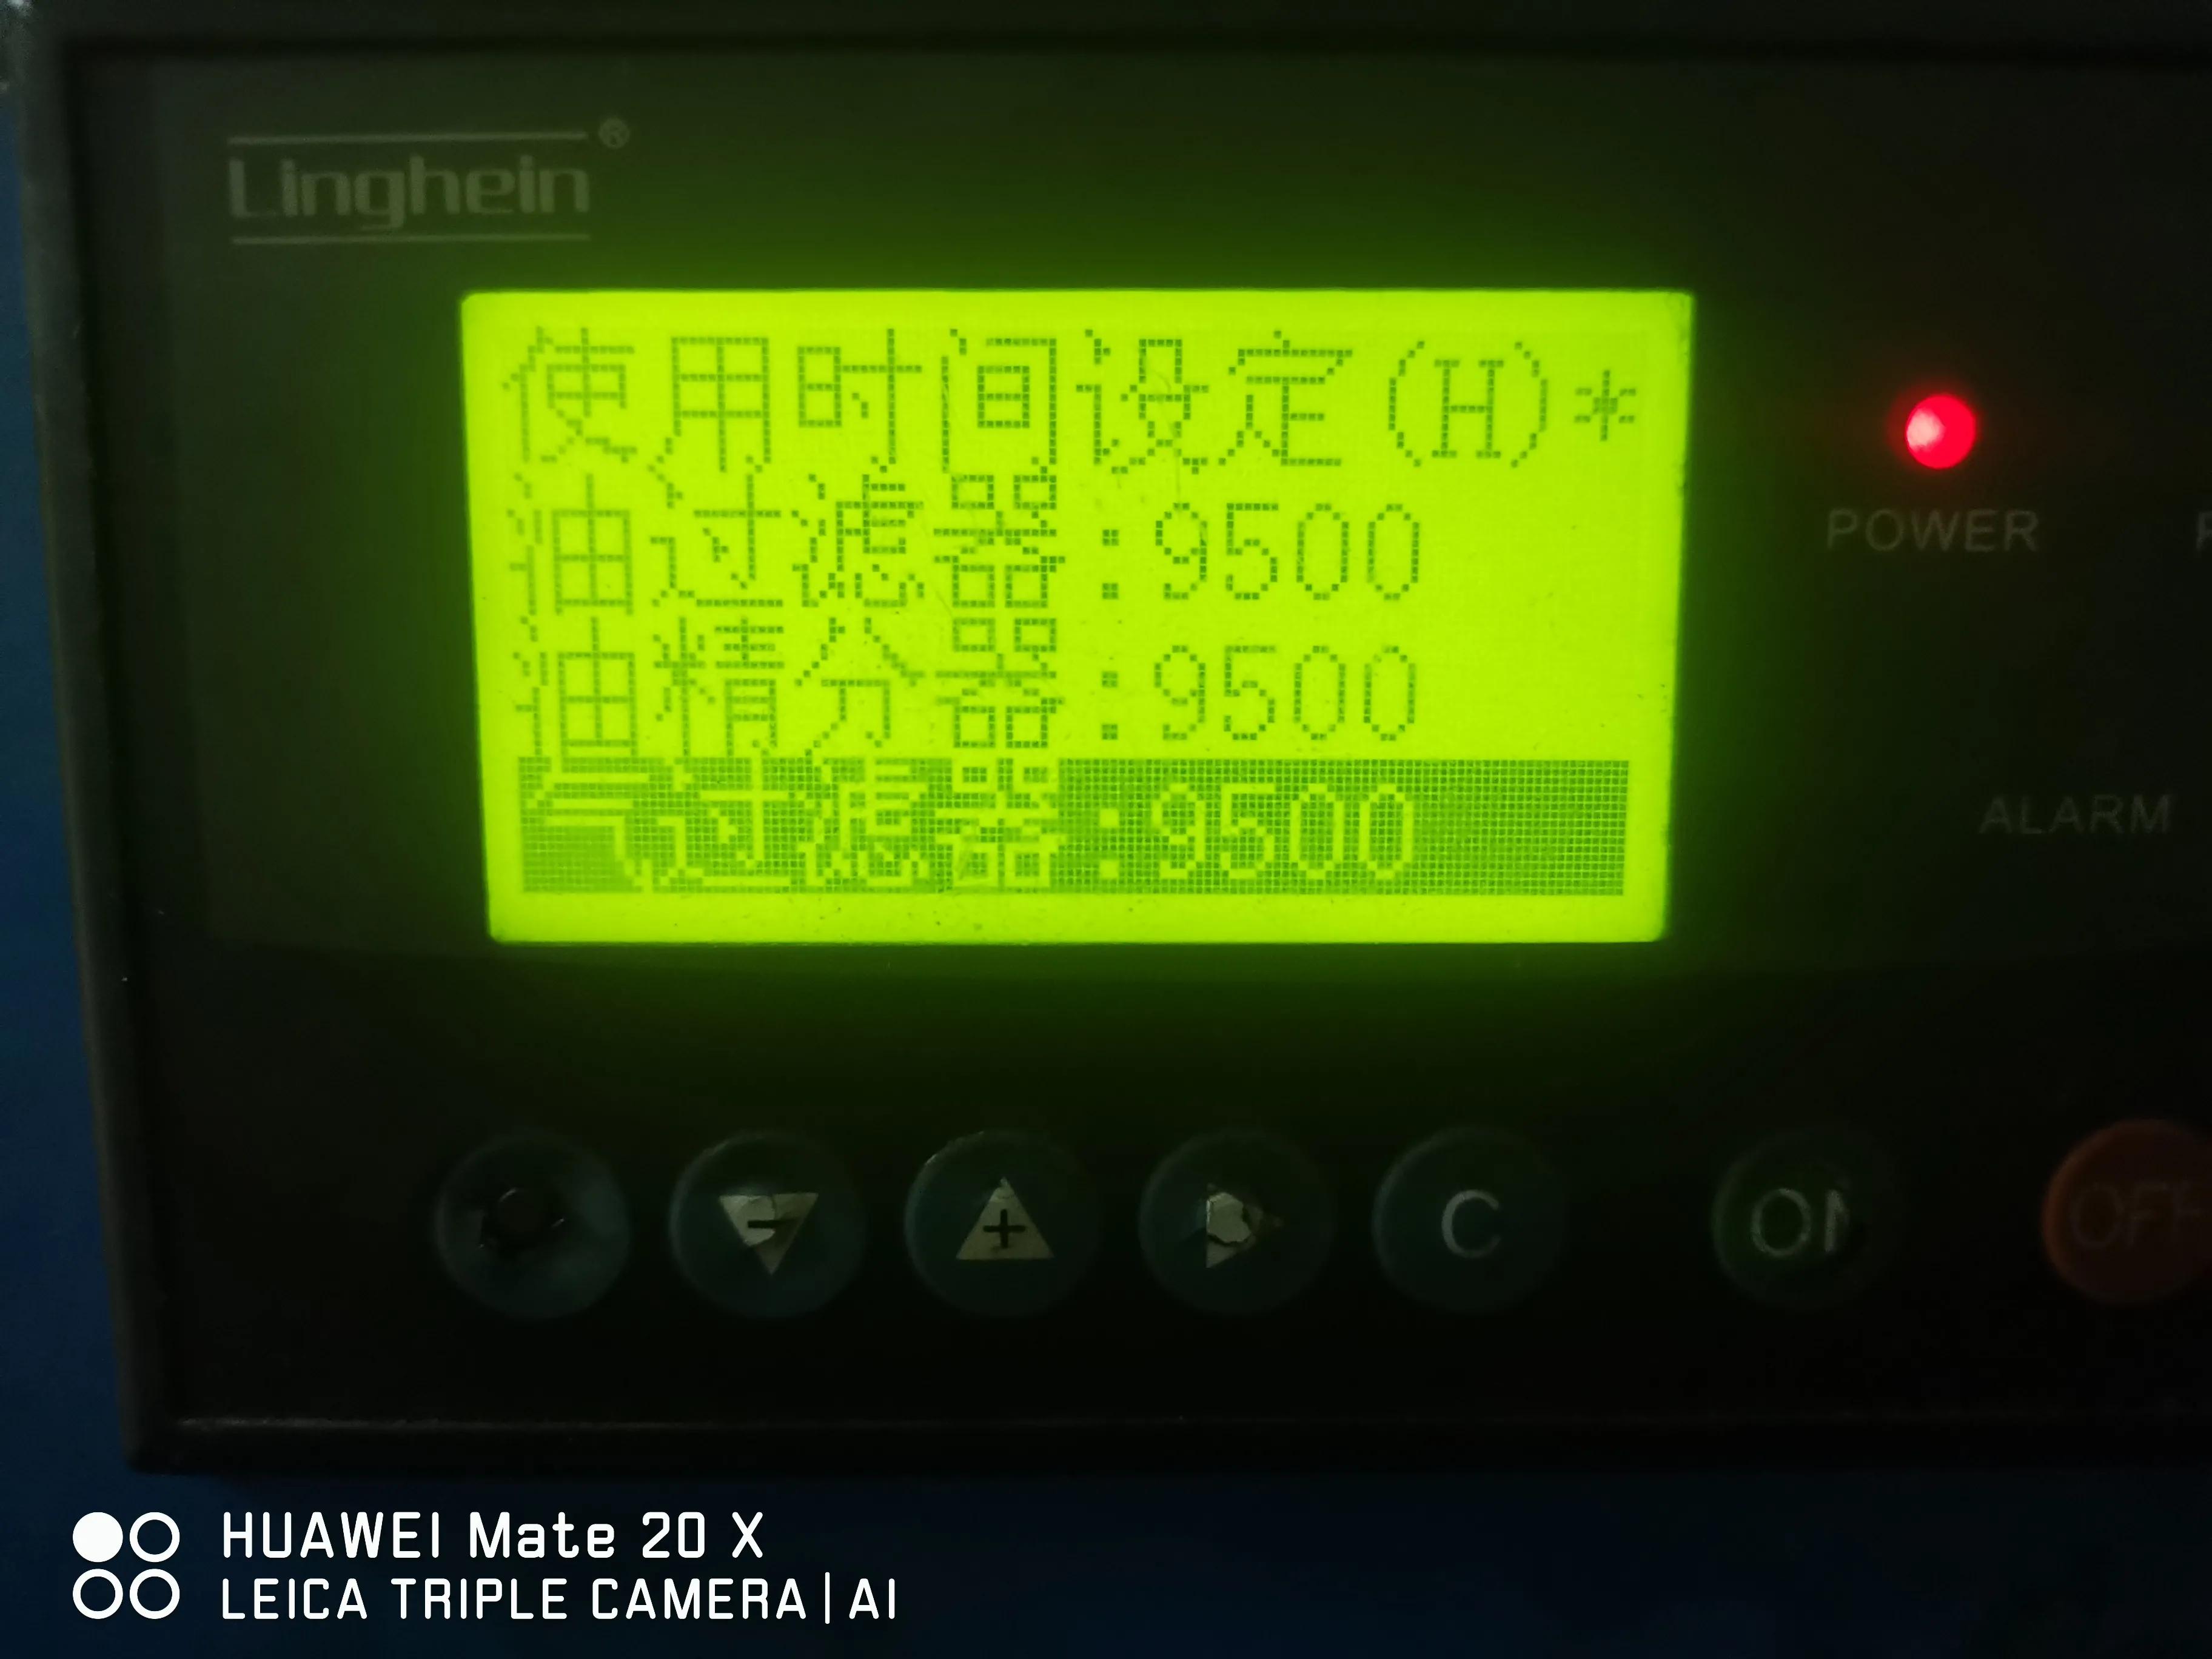 Linghein®
使用时间设定(H)*
油过滤器:9500
油精分器:9500
气过滤器:9500
POWER
ALARM
- + C ON OFF
HUAWEI Mate 20 X
LEICA TRIPLE CAMERA|AI